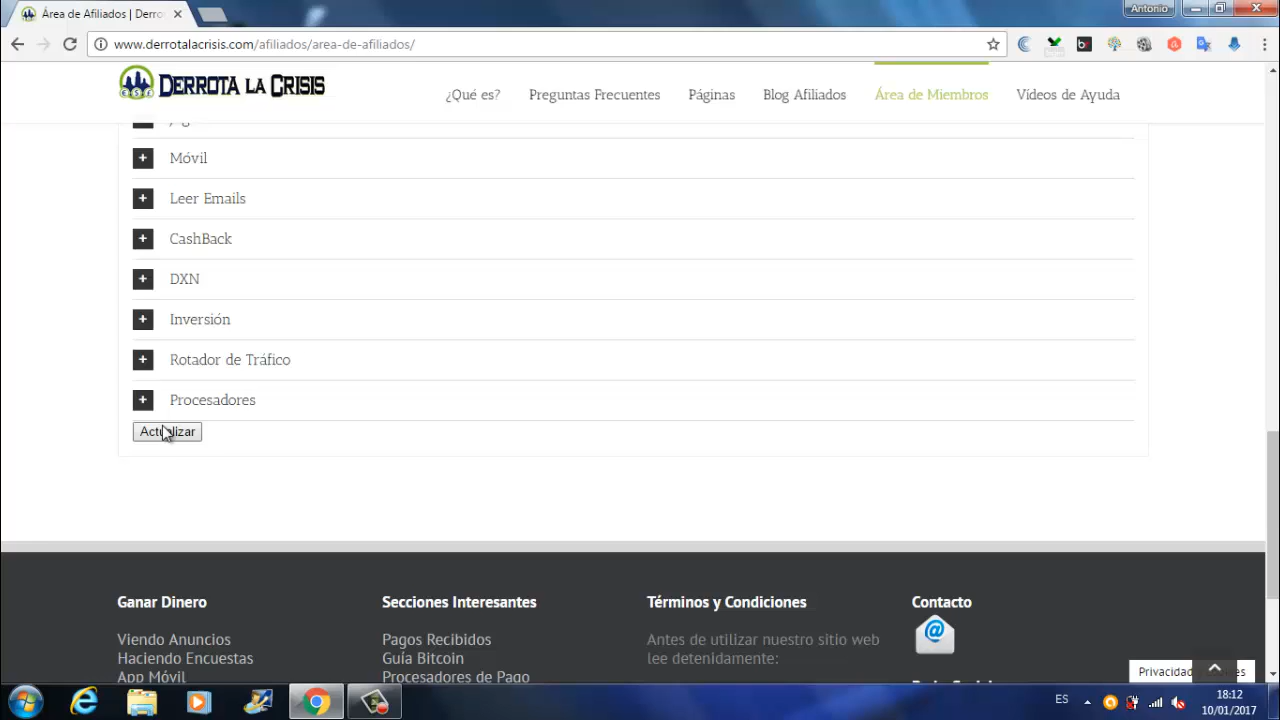 Área de Afiliados | Derro
Antonio
www.derrotalacrisis.com/afiliados/area-de-afiliados/
DERROTA LA CRISIS
¿Qué es?
Preguntas Frecuentes
Páginas
Blog Afiliados
Área de Miembros
Vídeos de Ayuda
Móvil
Leer Emails
CashBack
DXN
Inversión
Rotador de Tráfico
Procesadores
Actualizar
Ganar Dinero
Secciones Interesantes
Términos y Condiciones
Contacto
Viendo Anuncios
Pagos Recibidos
Antes de utilizar nuestro sitio web
Haciendo Encuestas
Guía Bitcoin
lee detenidamente:
App Móvil
Procesadores de Pago
Privacidad
ES
18:12
10/01/2017